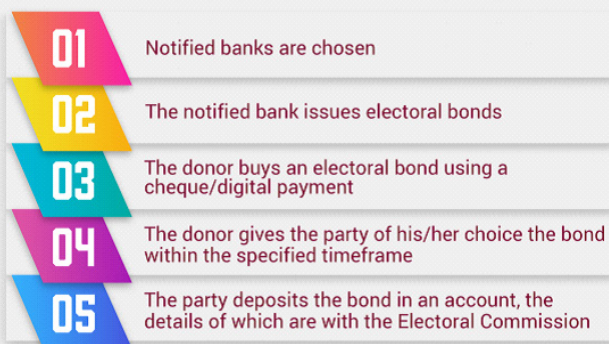 01
Notified banks are chosen
02
The notified bank issues electoral bonds
03
The donor buys an electoral bond using a
cheque/digital payment
04
The donor gives the party of his/her choice the bond
within the specified timeframe
05
The party deposits the bond in an account, the
details of which are with the Electoral Commission